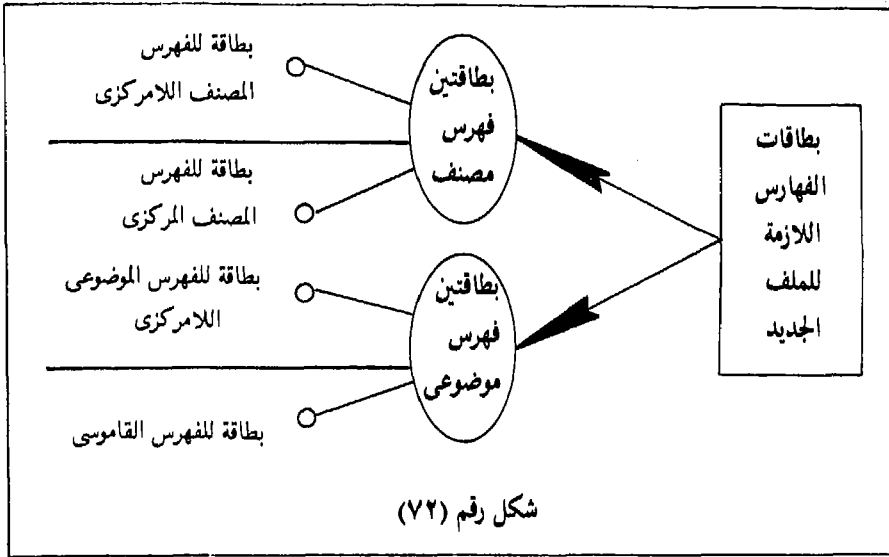 بطاقات
الفهارس
اللازمة
للملف
الجديد
بطاقتين
فهرس
مصنف
بطاقة للفهرس
المصنف اللامركزى
بطاقة للفهرس
المصنف المركزى
بطاقتين
فهرس
موضوعى
بطاقة للفهرس الموضوعى
اللامركزى
بطاقة للفهرس القاموسى
شكل رقم (٧٢)